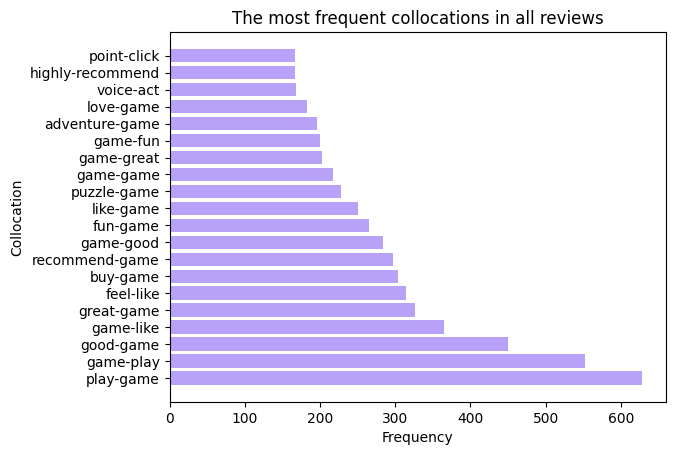 The most frequent collocations in all reviews
point-click
highly-recommend
voice-act
love-game
adventure-game
game-fun
game-great
game-game
puzzle-game
like-game
fun-game
game-good
recommend-game
buy-game
feel-like
great-game
game-like
good-game
game-play
play-game
Collocation
0 100 200 300 400 500 600
Frequency